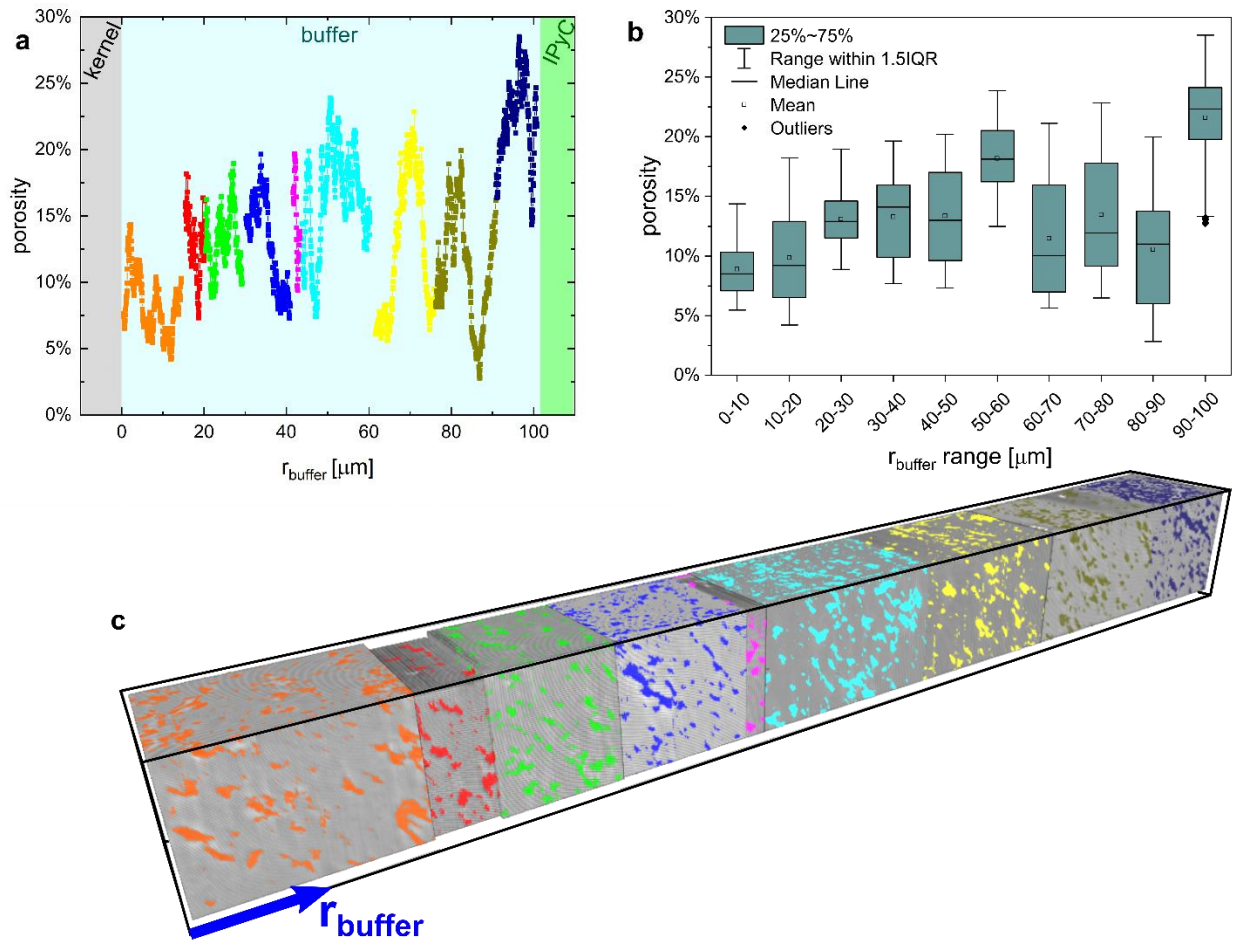 a
kernel
buffer
IPyC
30%
25%
20%
15%
10%
5%
0%
porosity
0
20
40
60
80
100
r_buffer [μm]
b
25%~75%
Range within 1.5IQR
Median Line
Mean
Outliers
30%
25%
20%
15%
10%
5%
0%
porosity
0-10
10-20
20-30
30-40
40-50
50-60
60-70
70-80
80-90
90-100
r_buffer range [μm]
c
r_buffer